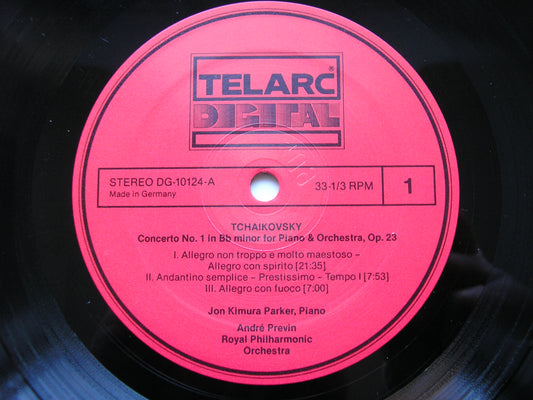 TELARC®
DIGITAL
STEREO DG-10124-A
Made in Germany
33-1/3 RPM
1
TCHAIKOVSKY
Concerto No. 1 in Bb minor for Piano & Orchestra, Op. 23
I. Allegro non troppo e molto maestoso –
Allegro con spirito [21:35]
II. Andantino semplice – Prestissimo – Tempo I [7:53]
III. Allegro con fuoco [7:00]
Jon Kimura Parker, Piano
André Previn
Royal Philharmonic
Orchestra